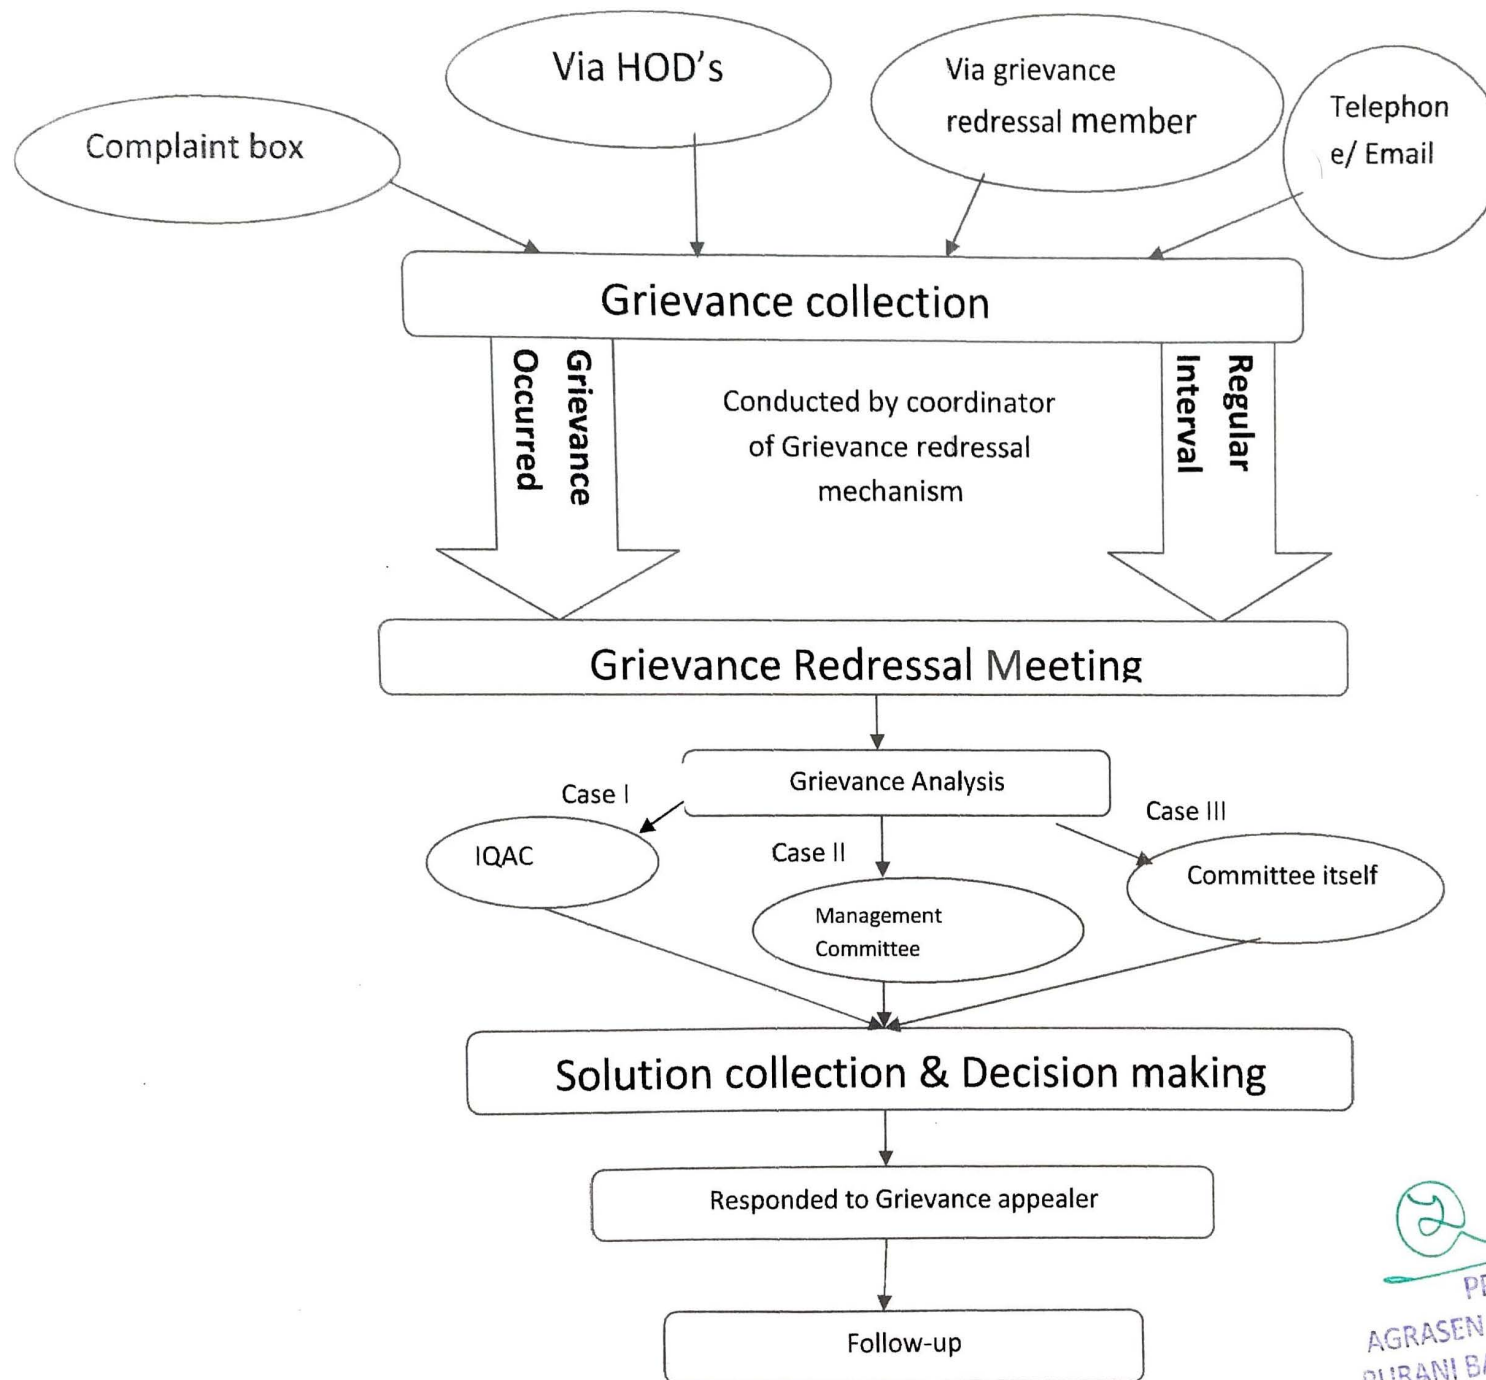 Complaint box
Via HOD's
Via grievance
redressal member
Telephon
e/ Email
Grievance collection
Grievance
Occurred
Conducted by coordinator
of Grievance redressal
mechanism
Regular
Interval
Grievance Redressal Meeting
Grievance Analysis
Case I
Case II
Case III
IQAC
Management
Committee
Committee itself
Solution collection & Decision making
Responded to Grievance appealer
Follow-up
AGRASEN
PURANI BA